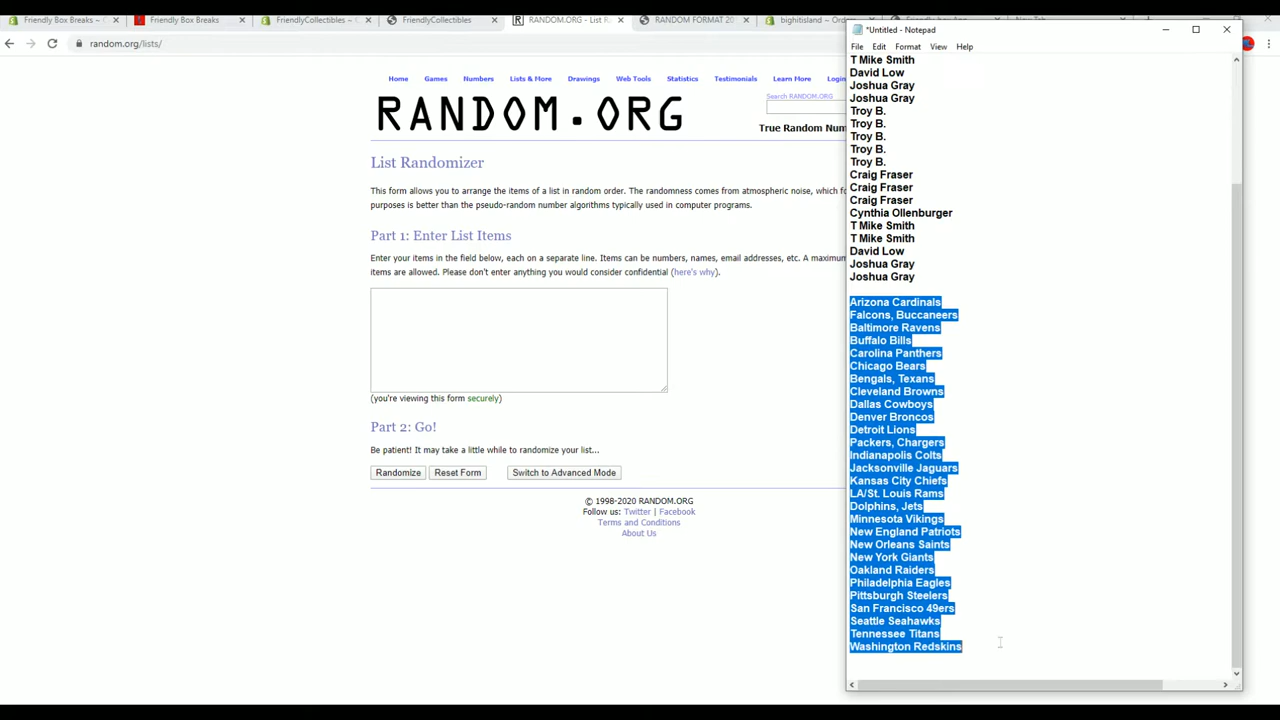 Friendly Box Breaks
Friendly Box Breaks
FriendlyCollectibles
FriendlyCollectibles
RANDOM.ORG - List R
RANDOM FORMAT 20
bighitisland
New Tab
random.org/lists/
Home Games Numbers Lists & More Drawings Web Tools Statistics Testimonials Learn More Login
Search RANDOM.ORG
RANDOM.ORG
True Random Num
List Randomizer
This form allows you to arrange the items of a list in random order. The randomness comes from atmospheric noise, which fo
purposes is better than the pseudo-random number algorithms typically used in computer programs.
Part 1: Enter List Items
Enter your items in the field below, each on a separate line. Items can be numbers, names, email addresses, etc. A maximum
items are allowed. Please don't enter anything you would consider confidential (here's why).
(you're viewing this form securely)
Part 2: Go!
Be patient! It may take a little while to randomize your list...
Randomize Reset Form Switch to Advanced Mode
© 1998-2020 RANDOM.ORG
Follow us: Twitter | Facebook
Terms and Conditions
About Us
*Untitled - Notepad
File Edit Format View Help
T Mike Smith
David Low
Joshua Gray
Joshua Gray
Troy B.
Troy B.
Troy B.
Troy B.
Troy B.
Craig Fraser
Craig Fraser
Craig Fraser
Cynthia Ollenburger
T Mike Smith
T Mike Smith
David Low
Joshua Gray
Joshua Gray
Arizona Cardinals
Falcons, Buccaneers
Baltimore Ravens
Buffalo Bills
Carolina Panthers
Chicago Bears
Bengals, Texans
Cleveland Browns
Dallas Cowboys
Denver Broncos
Detroit Lions
Packers, Chargers
Indianapolis Colts
Jacksonville Jaguars
Kansas City Chiefs
LA/St. Louis Rams
Dolphins, Jets
Minnesota Vikings
New England Patriots
New Orleans Saints
New York Giants
Oakland Raiders
Philadelphia Eagles
Pittsburgh Steelers
San Francisco 49ers
Seattle Seahawks
Tennessee Titans
Washington Redskins